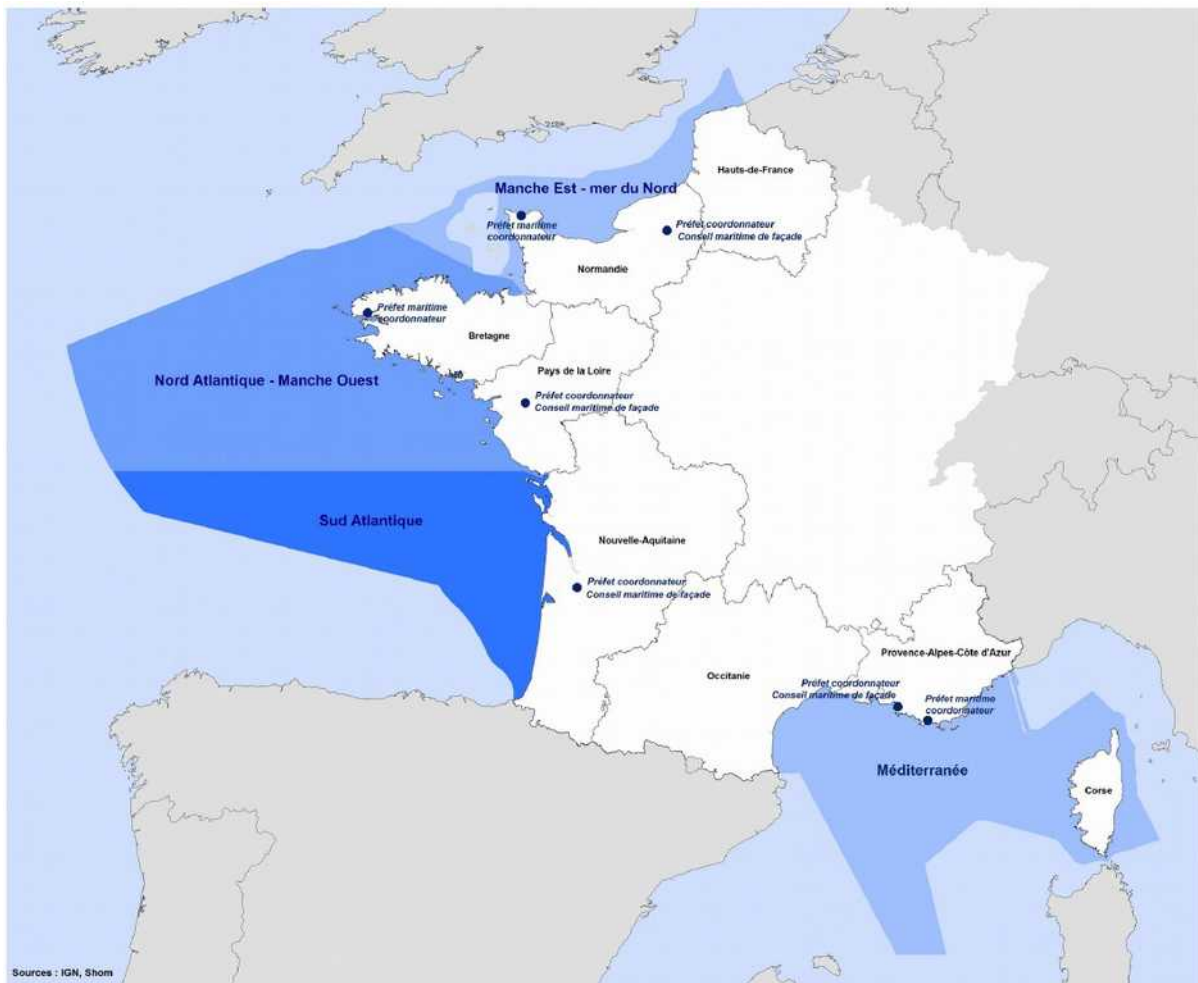 Hauts-de-France
Manche Est - mer du Nord
Préfet maritime
coordonnateur
Préfet coordonnateur
Conseil maritime de façade
Normandie
Préfet maritime
coordonnateur
Bretagne
Pays de la Loire
Nord Atlantique - Manche Ouest
Préfet coordonnateur
Conseil maritime de façade
Sud Atlantique
Nouvelle-Aquitaine
Préfet coordonnateur
Conseil maritime de façade
Provence-Alpes-Côte d'Azur
Occitanie
Préfet coordonnateur
Conseil maritime de façade
Préfet maritime
coordonnateur
Méditerranée
Corse
Sources : IGN, Shom